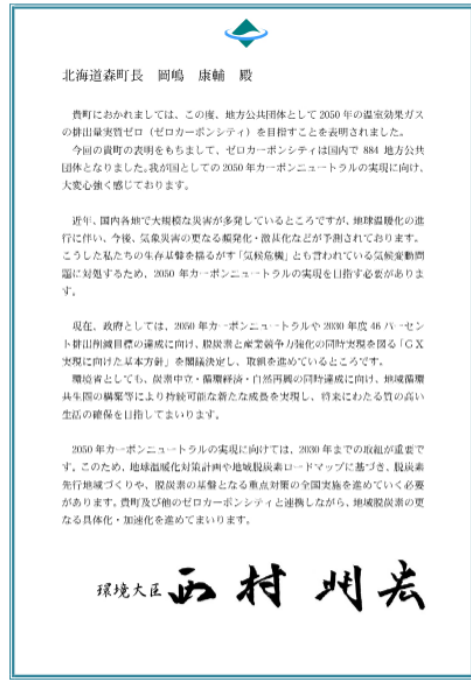 北海道森町長　岡嶋　康輔　殿
貴町におかれましては、この度、地方公共団体として2050年の温室効果ガス
の排出量実質ゼロ（ゼロカーボンシティ）を目指すことを表明されました。
今回の貴町の表明をもちまして、ゼロカーボンシティは国内で884地方公共
団体となりました。我が国としての2050年カーボンニュートラルの実現に向け、
大変心強く感じております。
近年、国内各地で大規模な災害が多発しているところですが、地球温暖化の進
行に伴い、今後、気象災害の更なる頻発化・激甚化などが予測されております。
こうした私たちの生存基盤を揺るがす「気候危機」とも言われている気候変動問
題に対処するため、2050年カーボンニュートラルの実現を目指す必要がありま
す。
現在、政府としては、2050年カーボンニュートラルや2030年度46パーセン
ト排出削減目標の達成に向け、脱炭素と産業競争力強化の同時実現を図る「GX
実現に向けた基本方針」を閣議決定し、取組を進めているところです。
環境省としても、炭素中立・循環経済・自然再興の同時達成に向け、地域循環
共生圏の構築等により持続可能な新たな成長を実現し、将来にわたる質の高い
生活の確保を目指してまいります。
2050年カーボンニュートラルの実現に向けては、2030年までの取組が重要で
す。このため、地球温暖化対策計画や地域脱炭素ロードマップに基づき、脱炭素
先行地域づくりや、脱炭素の基盤となる重点対策の全国実施を進めていく必要
があります。貴町及び他のゼロカーボンシティと連携しながら、地域脱炭素の更
なる具体化・加速化を進めてまいります。
環境大臣　西村　明宏